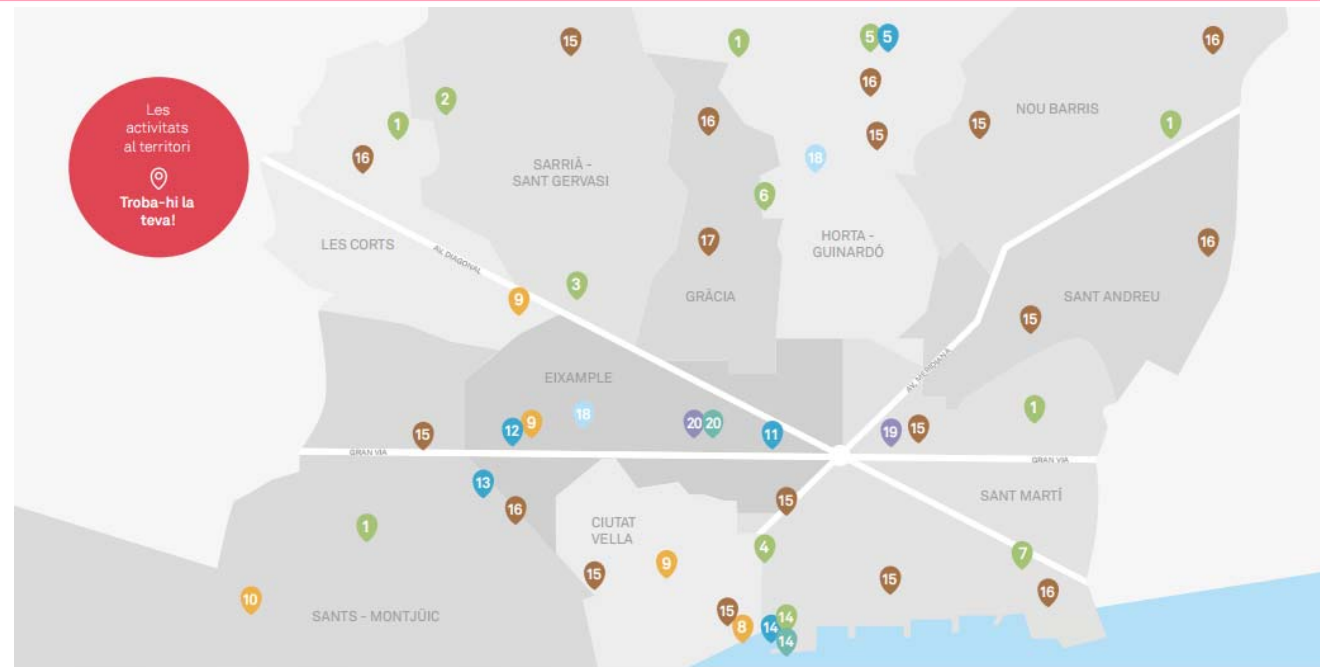 15
1
5
5
16
16
2
1
16
16
15
15
NOU BARRIS
1
Les
activitats
al territori
Troba-hi la
teva!
18
SARRIÀ -
SANT GERVASI
6
LES CORTS
17
HORTA -
GUINARDÓ
16
AV. DIAGONAL
3
9
GRÀCIA
SANT ANDREU
15
EIXAMPLE
AV. MERIDIANA
1
15
12
9
18
20
20
11
19
15
GRAN VIA
GRAN VIA
13
16
15
SANT MARTÍ
1
CIUTAT
VELLA
4
7
15
9
15
16
10
SANTS - MONTJÜIC
15
8
14
14
14